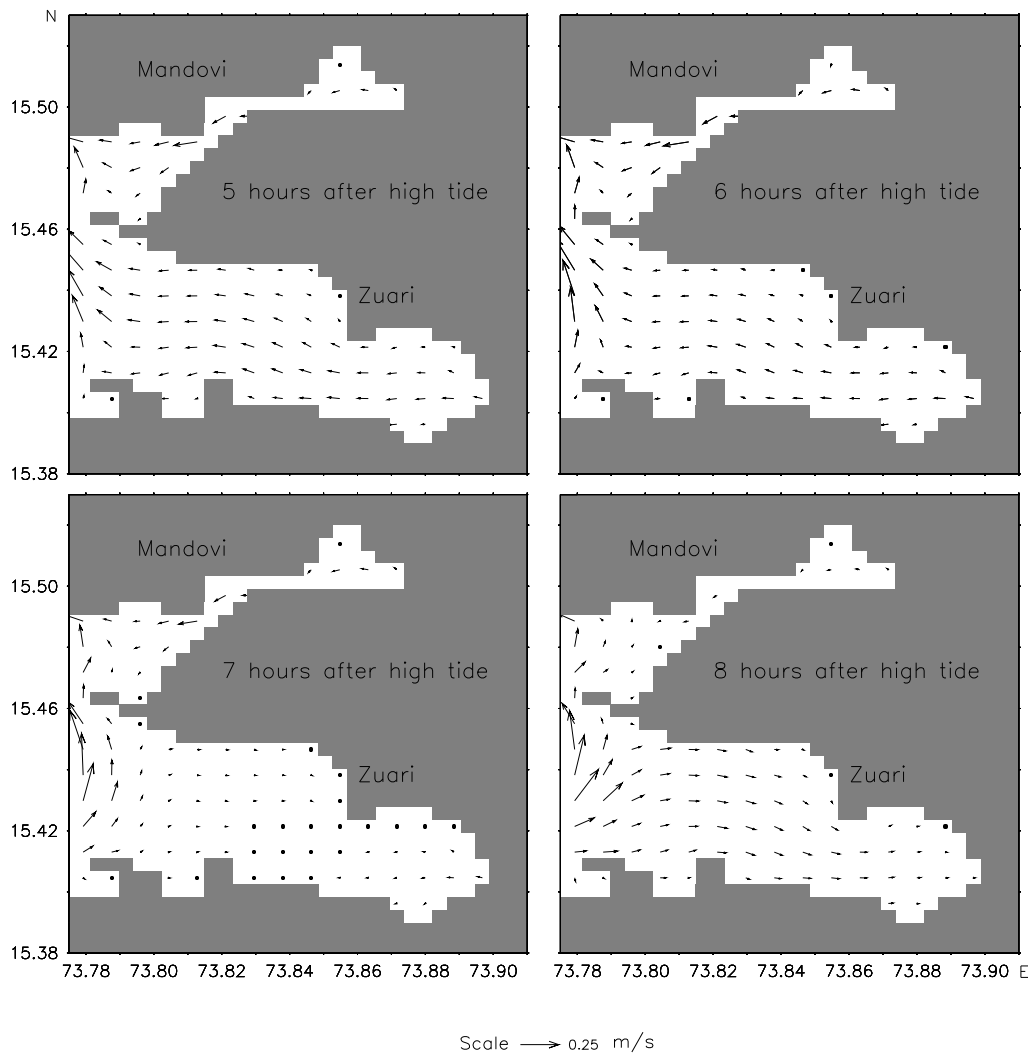 N
Mandovi Mandovi
15.50
5 hours after high tide 6 hours after high tide
15.46
Zuari Zuari
15.42
15.38
Mandovi Mandovi
15.50
7 hours after high tide 8 hours after high tide
15.46
Zuari Zuari
15.42
15.38
73.78 73.80 73.82 73.84 73.86 73.88 73.90 73.78 73.80 73.82 73.84 73.86 73.88 73.90 E
Scale 0.25 m/s